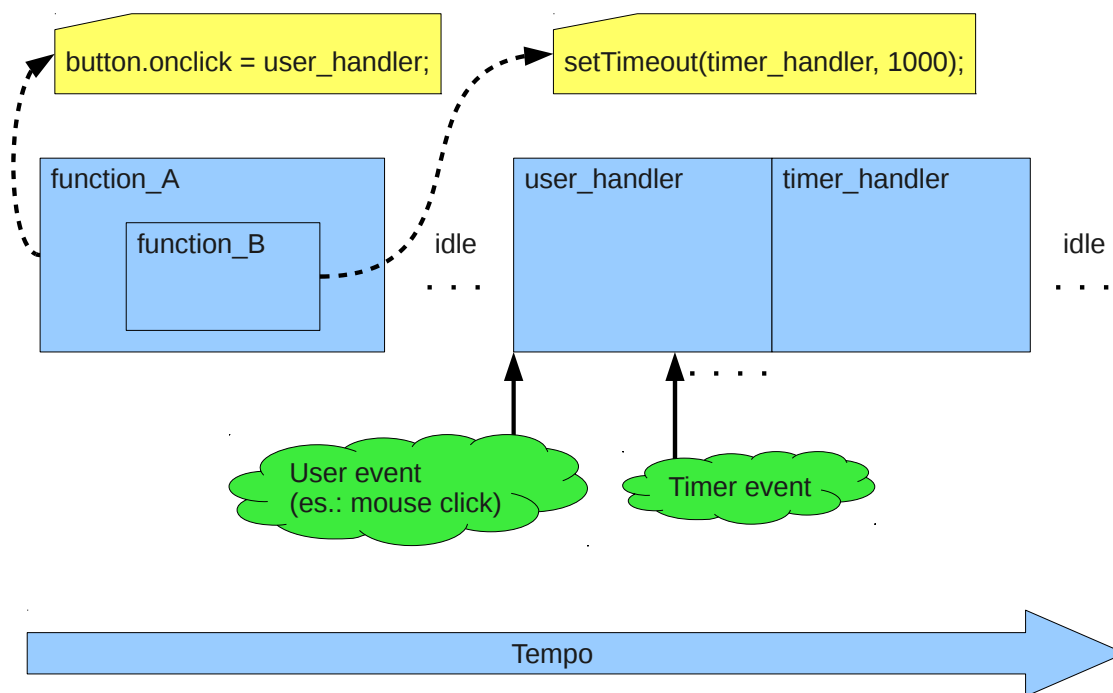 button.onclick = user_handler;
setTimeout(timer_handler, 1000);
function_A
function_B
idle
. . .
user_handler
timer_handler
idle
. . .
. . . . .
User event
(es.: mouse click)
Timer event
Tempo